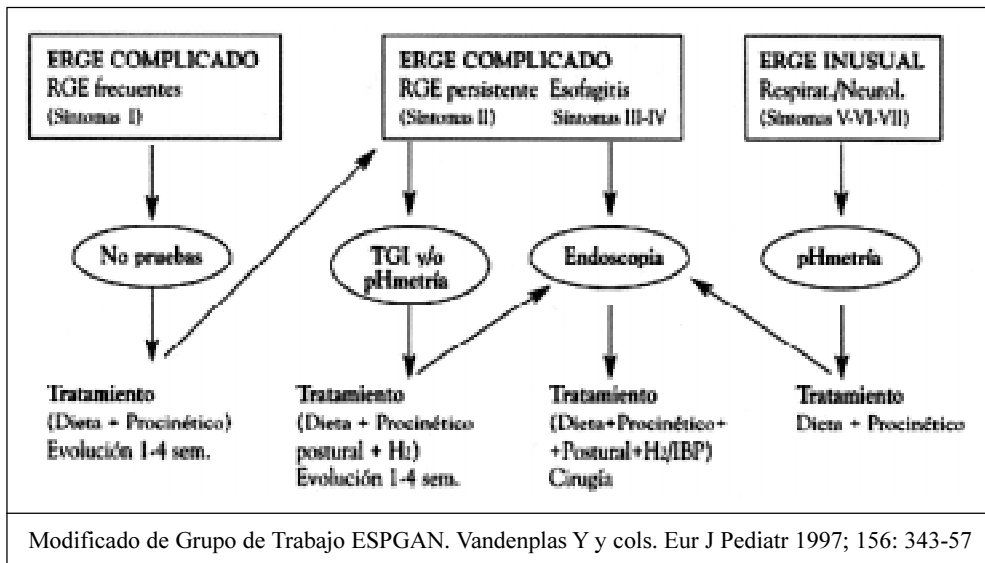 ERGE COMPLICADO
RGE frecuentes
(Síntomas I)
ERGE COMPLICADO
RGE persistente Esofagitis
(Síntomas II) Síntomas III-IV
ERGE INUSUAL
Respirat./Neurol.
(Síntomas V-VI-VII)
No pruebas
TGI y/o
pHmetría
Endoscopia
pHmetría
Tratamiento
(Dieta + Procinético)
Evolución 1-4 sem.
Tratamiento
(Dieta + Procinético
postural + H2)
Evolución 1-4 sem.
Tratamiento
(Dieta+Procinético+
+Postural+H2/IBP)
Cirugía
Tratamiento
Dieta + Procinético
Modificado de Grupo de Trabajo ESPGAN. Vandenplas Y y cols. Eur J Pediatr 1997; 156: 343-57